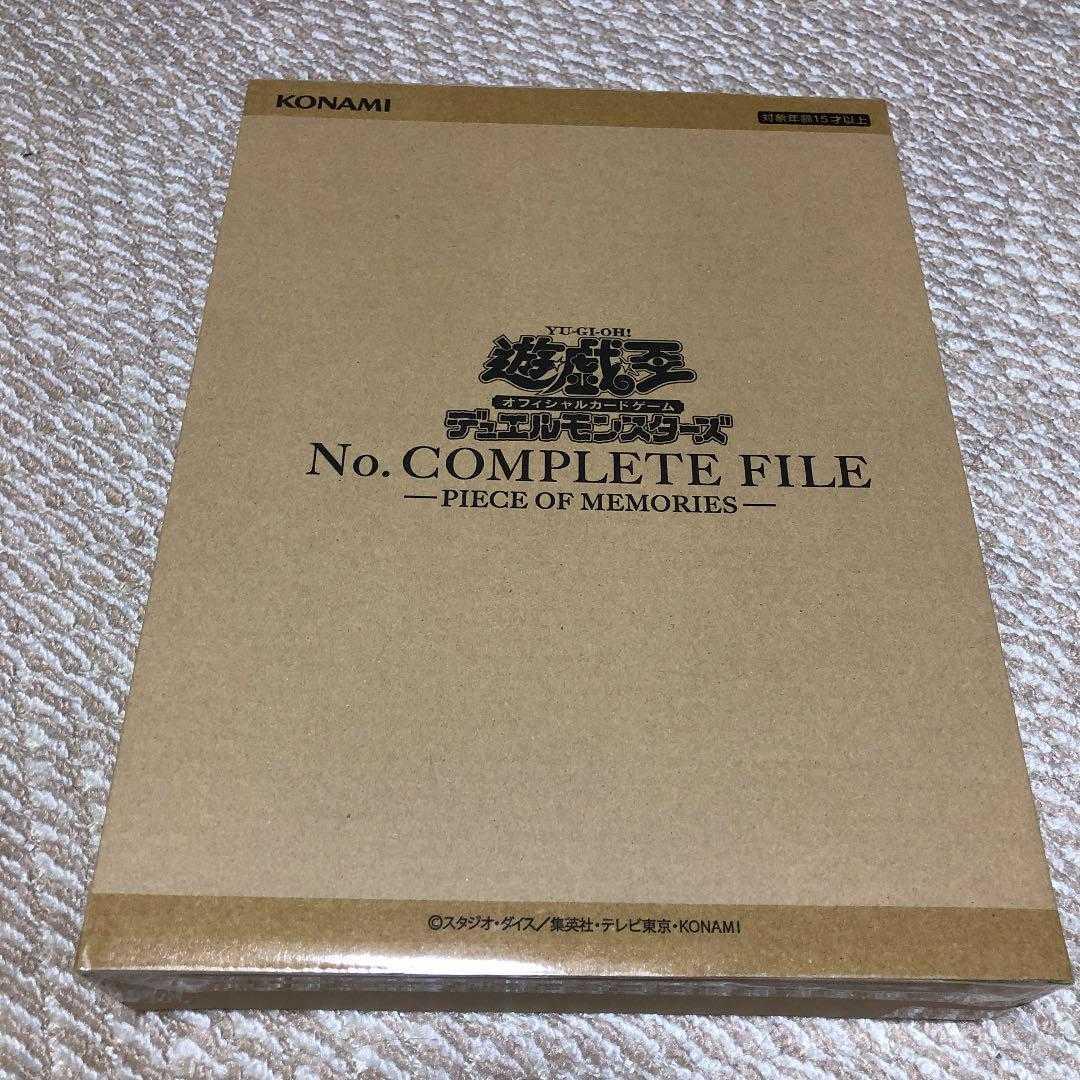 KONAMI
対象年齢15才以上
YU-GI-OH!
遊戯王
オフィシャルカードゲーム
デュエルモンスターズ
No. COMPLETE FILE
—PIECE OF MEMORIES—
©スタジオ・ダイス/集英社・テレビ東京・KONAMI